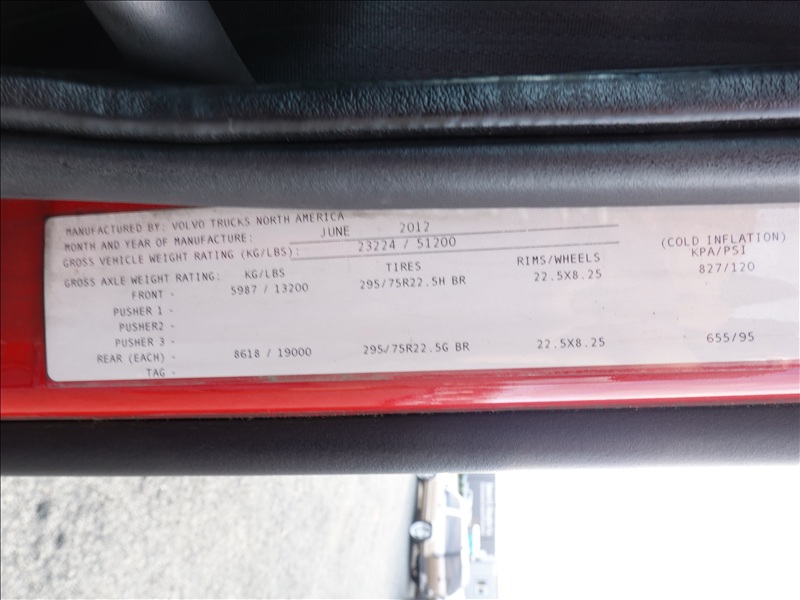 MANUFACTURED BY: VOLVO TRUCKS NORTH AMERICA
MONTH AND YEAR OF MANUFACTURE: JUNE 2012
GROSS VEHICLE WEIGHT RATING (KG/LBS): 23224 / 51200
GROSS AXLE WEIGHT RATING: KG/LBS TIRES RIMS/WHEELS (COLD INFLATION) KPA/PSI
FRONT - 5987 / 13200 295/75R22.5H BR 22.5X8.25 827/120
PUSHER 1 -
PUSHER2 -
PUSHER 3 -
REAR (EACH) - 8618 / 19000 295/75R22.5G BR 22.5X8.25 655/95
TAG -